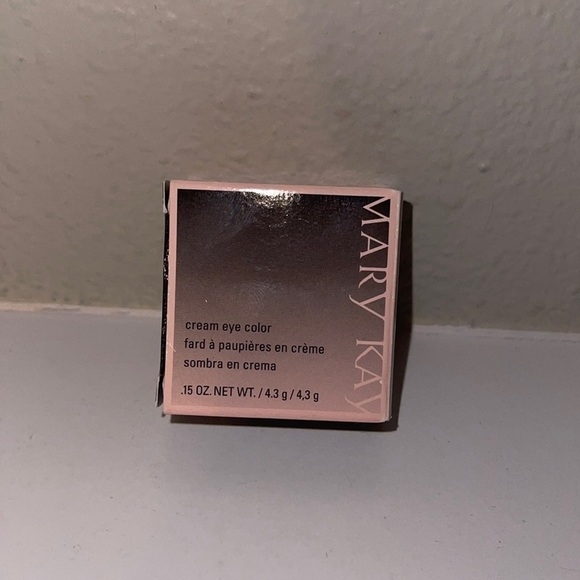 MARY KAY
cream eye color
fard à paupières en crème
sombra en crema
.15 OZ. NET WT. / 4.3 g / 4,3 g